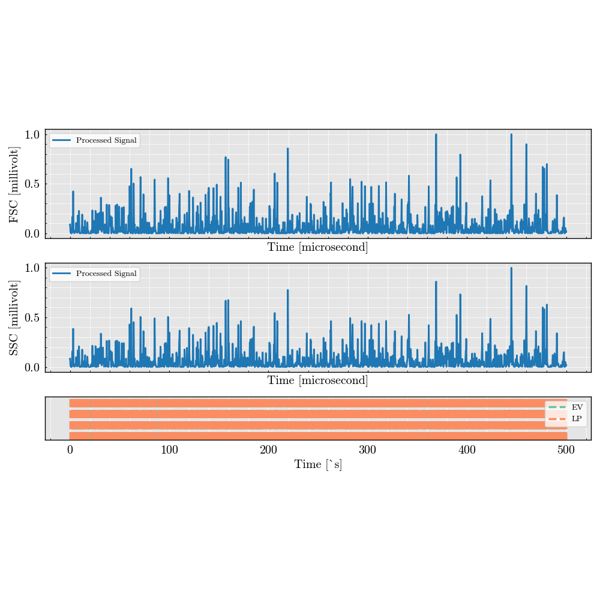 1.0
0.5
0.0
FSC [millivolt]
Processed Signal
Time [microsecond]
1.0
0.5
0.0
SSC [millivolt]
Processed Signal
Time [microsecond]
EV
LP
0 100 200 300 400 500
Time [`s]